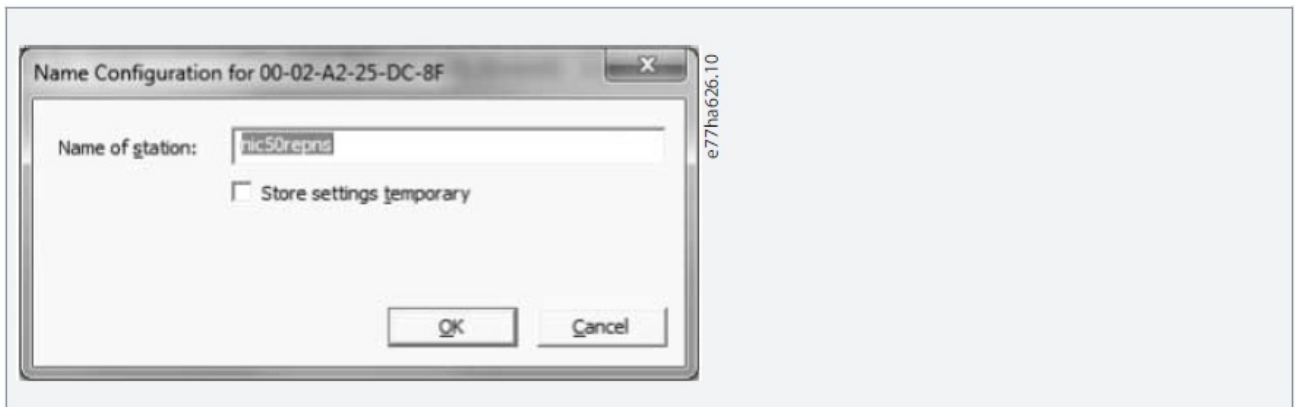 Name Configuration for 00-02-A2-25-DC-8F
Name of station: nic50repns
Store settings temporary
OK Cancel
e77ha626.10